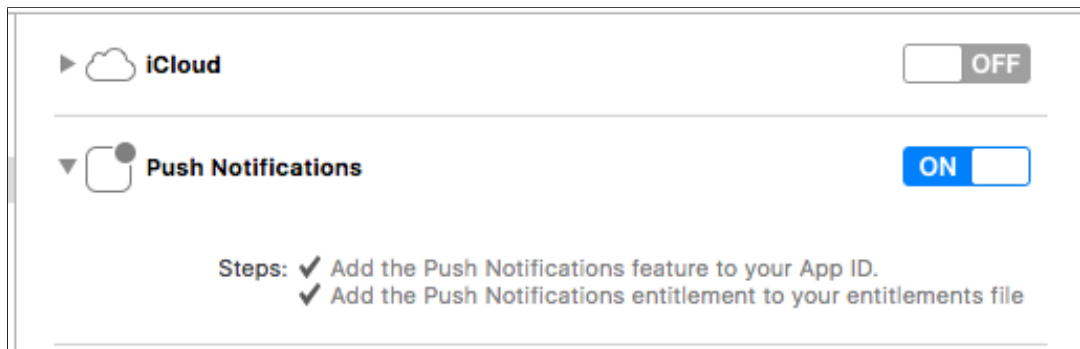 iCloud OFF
Push Notifications ON
Steps: ✔ Add the Push Notifications feature to your App ID.
✔ Add the Push Notifications entitlement to your entitlements file